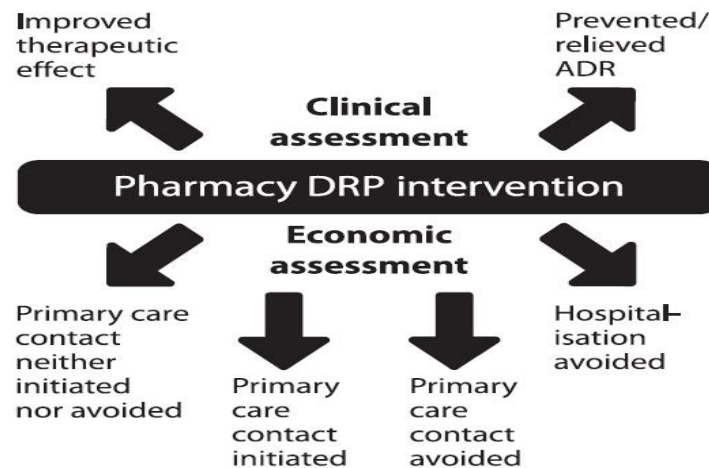 Improved
therapeutic
effect
Prevented/
relieved
ADR
Clinical
assessment
Pharmacy DRP intervention
Economic
assessment
Primary care
contact
neither
initiated
nor avoided
Primary
care
contact
initiated
Primary
care
contact
avoided
Hospital-
isation
avoided